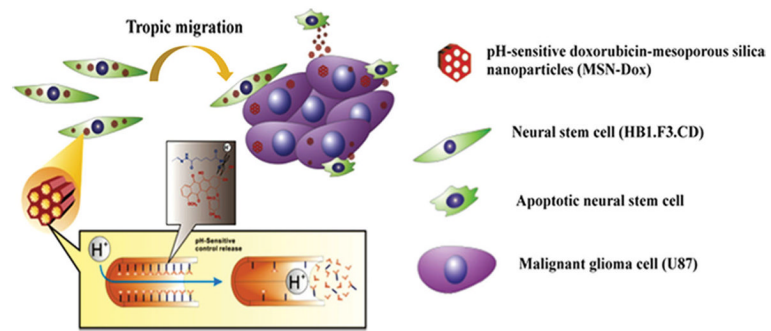 Tropic migration
pH-sensitive doxorubicin-mesoporous silica
nanoparticles (MSN-Dox)
Neural stem cell (HB1.F3.CD)
Apoptotic neural stem cell
Malignant glioma cell (U87)
pH-Sensitive
control release
H⁺
H⁺